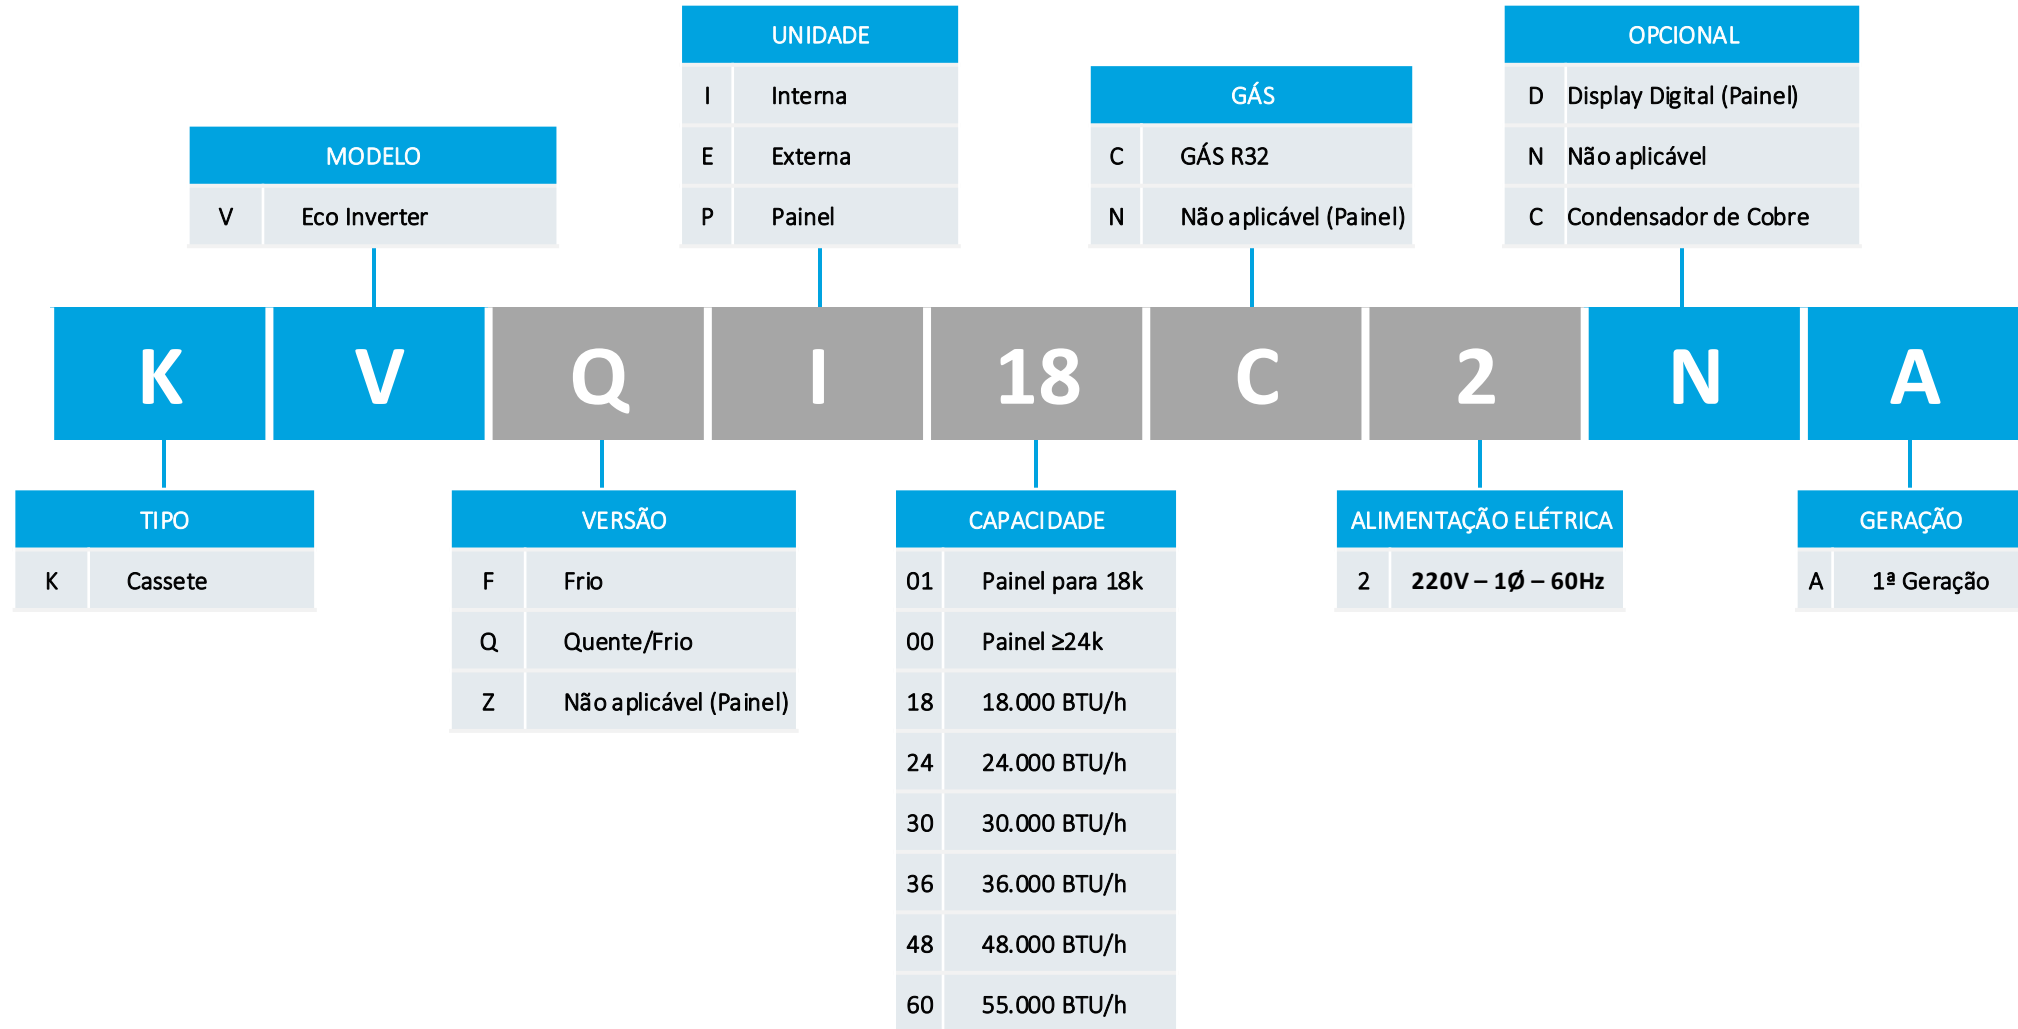 UNIDADE
I Interna
E Externa
P Painel
OPCIONAL
D Display Digital (Painel)
N Não aplicável
C Condensador de Cobre
GÁS
C GÁS R32
N Não aplicável (Painel)
MODELO
V Eco Inverter
K V Q I 18 C 2 N A
TIPO
K Cassete
VERSÃO
F Frio
Q Quente/Frio
Z Não aplicável (Painel)
CAPACIDADE
01 Painel para 18k
00 Painel ≥24k
18 18.000 BTU/h
24 24.000 BTU/h
30 30.000 BTU/h
36 36.000 BTU/h
48 48.000 BTU/h
60 55.000 BTU/h
ALIMENTAÇÃO ELÉTRICA
2 220V – 1Ø – 60Hz
GERAÇÃO
A 1ª Geração